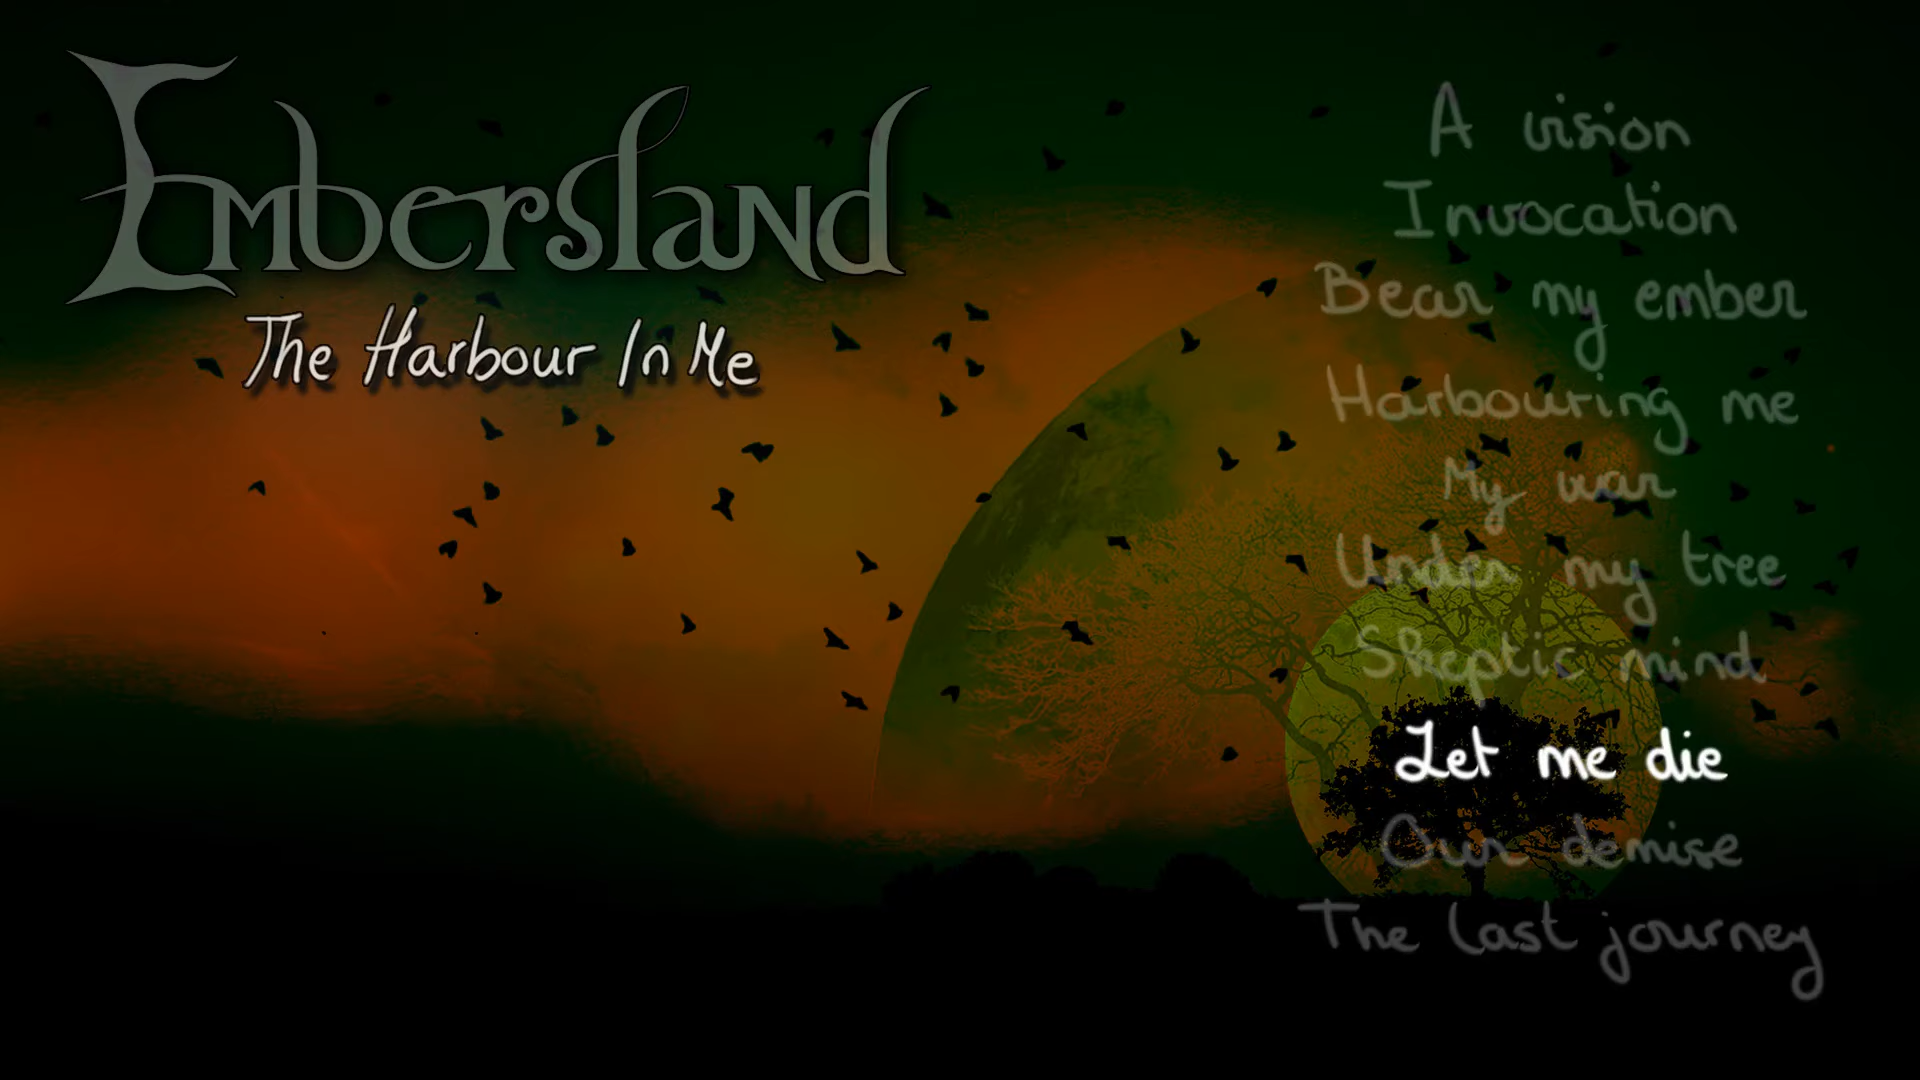 Embersland
The Harbour In Me
A vision
Invocation
Bear my ember
Harbouring me
My war
Under my tree
Skeptic mind
Let me die
Our demise
The last journey